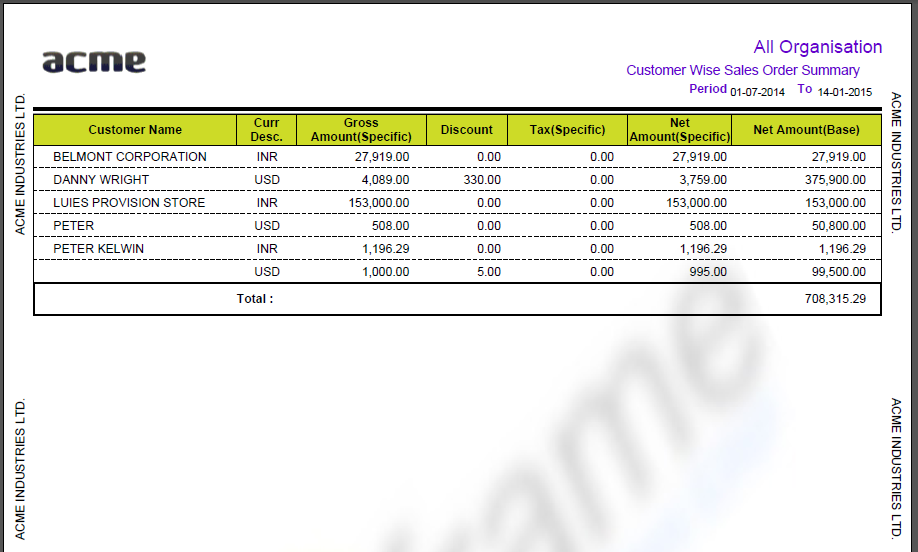 acme
All Organisation
Customer Wise Sales Order Summary
Period 01-07-2014 To 14-01-2015
ACME INDUSTRIES LTD.
ACME INDUSTRIES LTD.
Customer Name Curr Desc. Gross Amount(Specific) Discount Tax(Specific) Net Amount(Specific) Net Amount(Base)
BELMONT CORPORATION INR 27,919.00 0.00 0.00 27,919.00 27,919.00
DANNY WRIGHT USD 4,089.00 330.00 0.00 3,759.00 375,900.00
LUIES PROVISION STORE INR 153,000.00 0.00 0.00 153,000.00 153,000.00
PETER USD 508.00 0.00 0.00 508.00 50,800.00
PETER KELWIN INR 1,196.29 0.00 0.00 1,196.29 1,196.29
USD 1,000.00 5.00 0.00 995.00 99,500.00
Total : 708,315.29
ACME INDUSTRIES LTD.
ACME INDUSTRIES LTD.